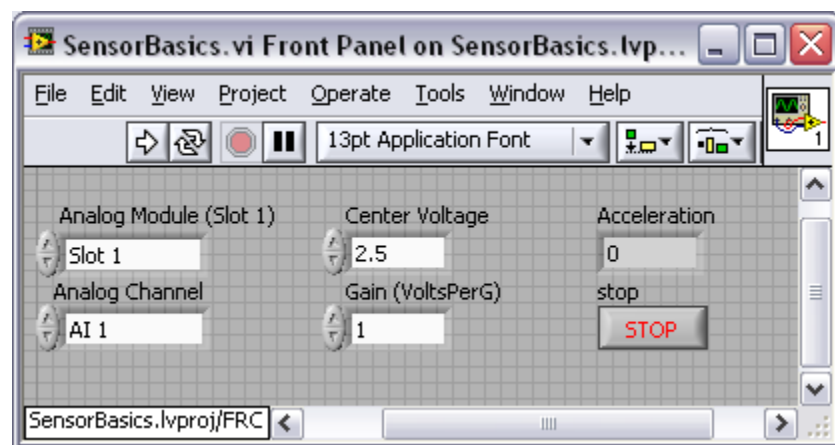 SensorBasics.vi Front Panel on SensorBasics.lvp...
File Edit View Project Operate Tools Window Help
13pt Application Font
1
Analog Module (Slot 1) Center Voltage Acceleration
Slot 1 2.5 0
Analog Channel Gain (VoltsPerG) stop
AI 1 1 STOP
SensorBasics.lvproj/FRC